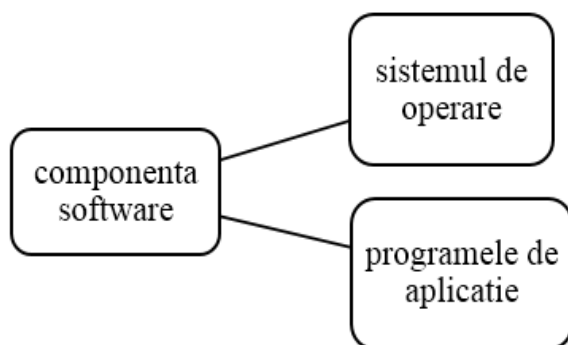 componenta
software
sistemul de
operare
programele de
aplicatie